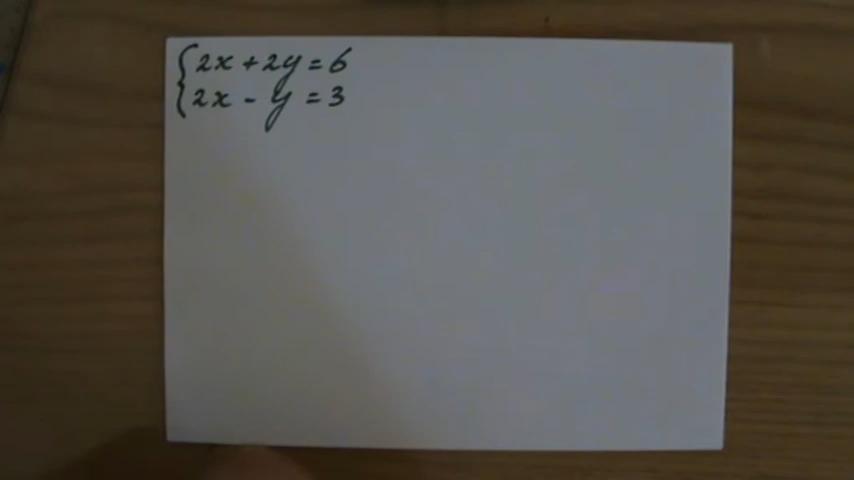 {2x + 2y = 6
{2x - y = 3